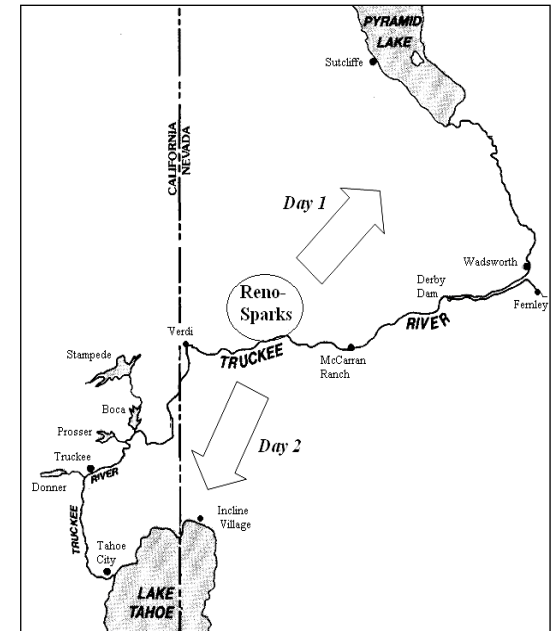 PYRAMID
LAKE
Sutcliffe
CALIFORNIA
NEVADA
Day 1
Wadsworth
Derby
Dam
Fernley
Reno-
Sparks
RIVER
Verdi
TRUCKEE
McCarran
Ranch
Stampede
Boca
Prosser
Truckee
RIVER
Donner
Day 2
TRUCKEE
Incline
Village
Tahoe
City
LAKE
TAHOE